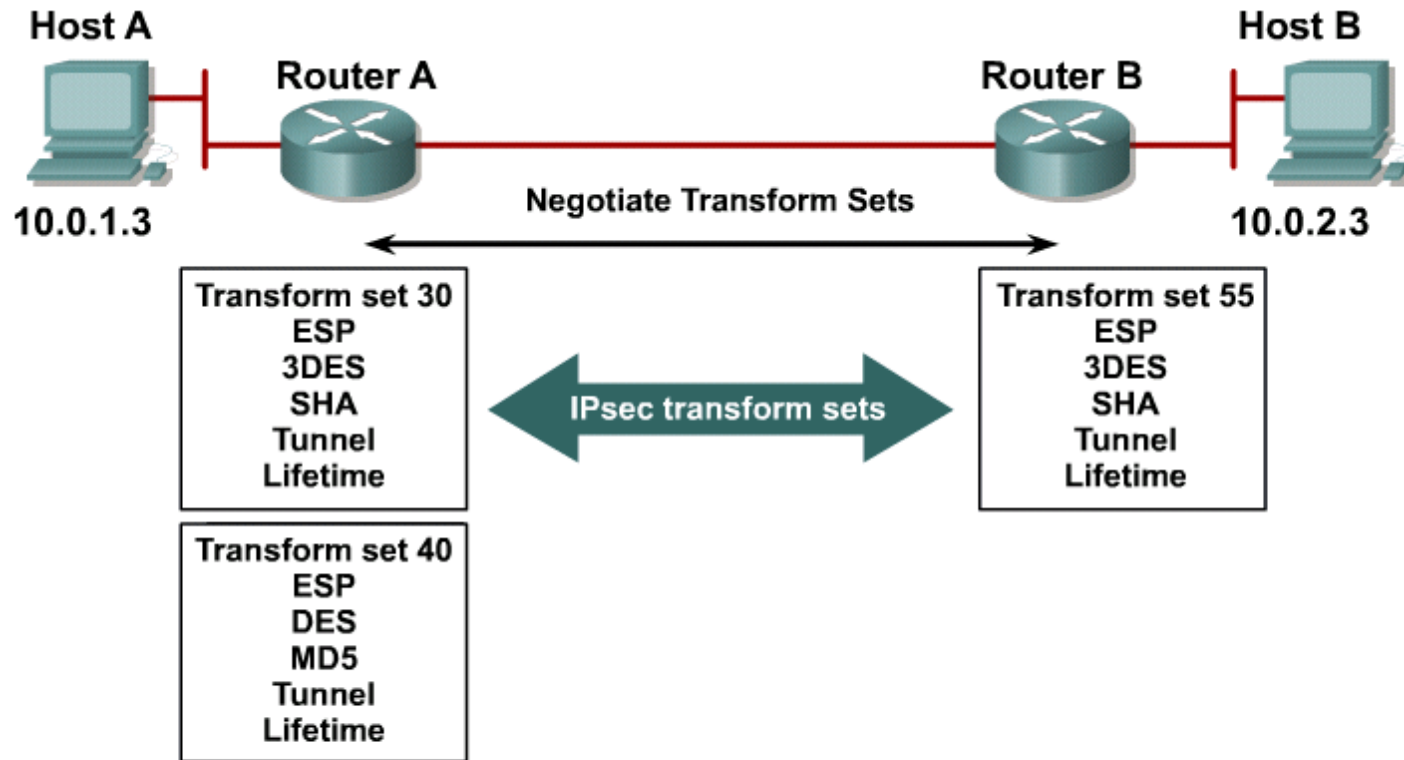 Host A
Host B
Router A
Router B
Negotiate Transform Sets
10.0.1.3
10.0.2.3
Transform set 30
ESP
3DES
SHA
Tunnel
Lifetime
IPsec transform sets
Transform set 55
ESP
3DES
SHA
Tunnel
Lifetime
Transform set 40
ESP
DES
MD5
Tunnel
Lifetime